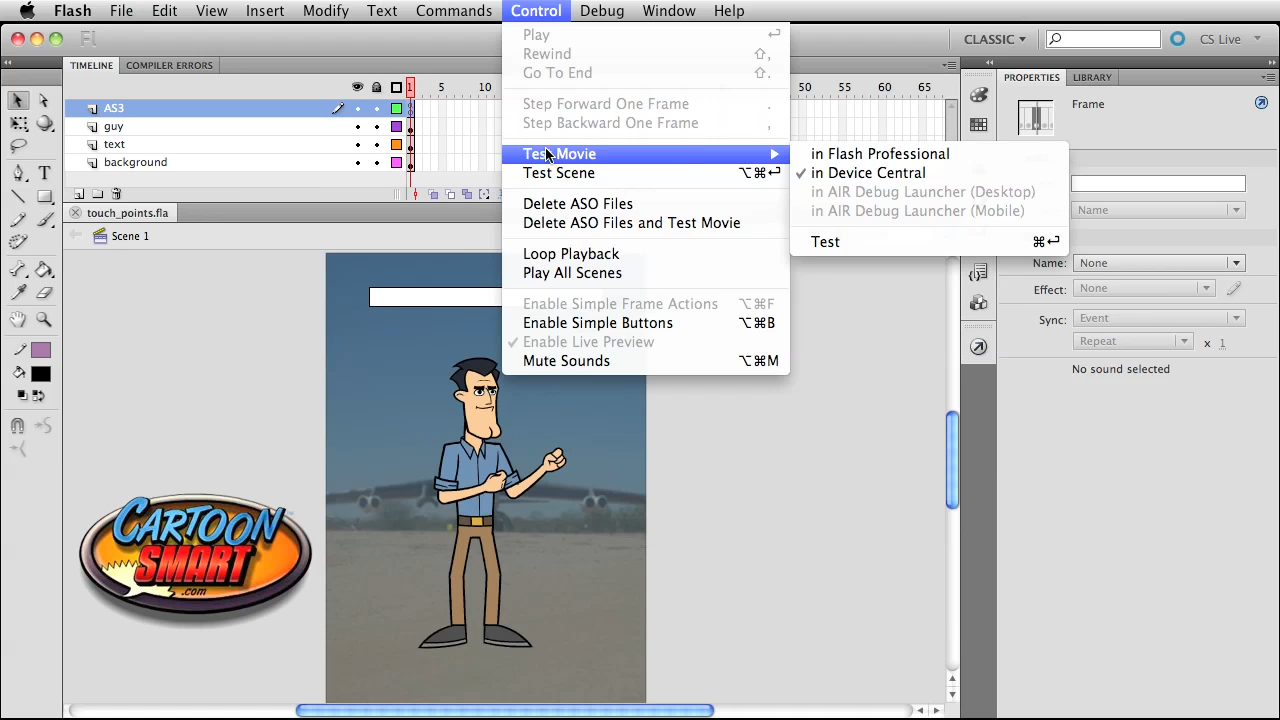 Flash File Edit View Insert Modify Text Commands Control Debug Window Help
Fl
CLASSIC
CS Live
TIMELINE COMPILER ERRORS
1 5 10 50 55 60 65
AS3
guy
text
background
touch_points.fla
Scene 1
Play
Rewind ⇧,
Go To End ⇧.
Step Forward One Frame .
Step Backward One Frame ,
Test Movie
Test Scene ⌥⌘↩
Delete ASO Files
Delete ASO Files and Test Movie
Loop Playback
Play All Scenes
Enable Simple Frame Actions ⌥⌘F
Enable Simple Buttons ⌥⌘B
✓ Enable Live Preview
Mute Sounds ⌥⌘M
in Flash Professional
✓ in Device Central
in AIR Debug Launcher (Desktop)
in AIR Debug Launcher (Mobile)
Test ⌘↩
PROPERTIES LIBRARY
Frame
Name
Name: None
Effect: None
Sync: Event
Repeat x 1
No sound selected
CARTOON
SMART
.com